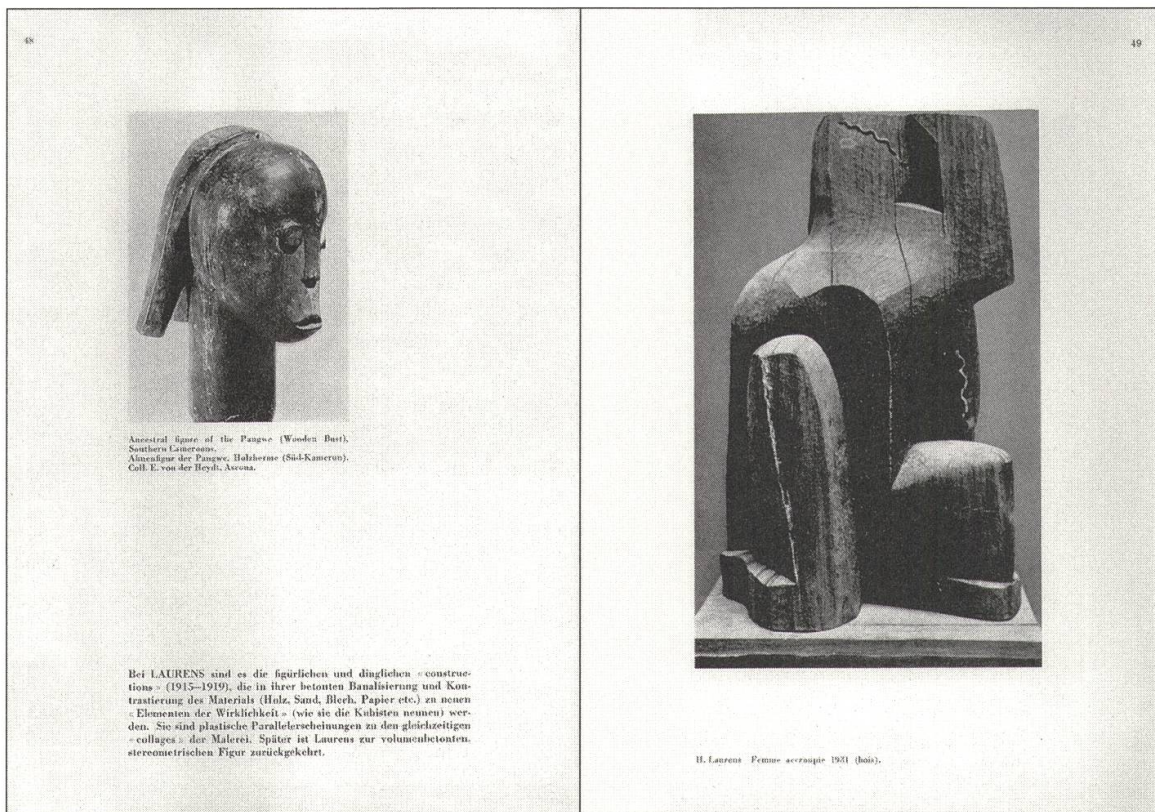 48
Ancestral figure of the Pangwe (Wooden Bust),
Southern Cameroons.
Ahnenfigur der Pangwe. Holzherme (Süd-Kameron).
Coll. E. von der Heydt, Ascona.
Bei LAURENS sind es die figürlichen und dinglichen «construc-
tions» (1915–1919), die in ihrer betonten Banalisierung und Kon-
trastierung des Materials (Holz, Sand, Blech, Papier etc.) zu neuen
«Elementen der Wirklichkeit» (wie sie die Kubisten nennen) wer-
den. Sie sind plastische Parallelerscheinungen zu den gleichzeitigen
«collages» der Malerei. Später ist Laurens zur volumenbetonten,
stereometrischen Figur zurückgekehrt.
49
H. Laurens Femme accroupie 1931 (bois).